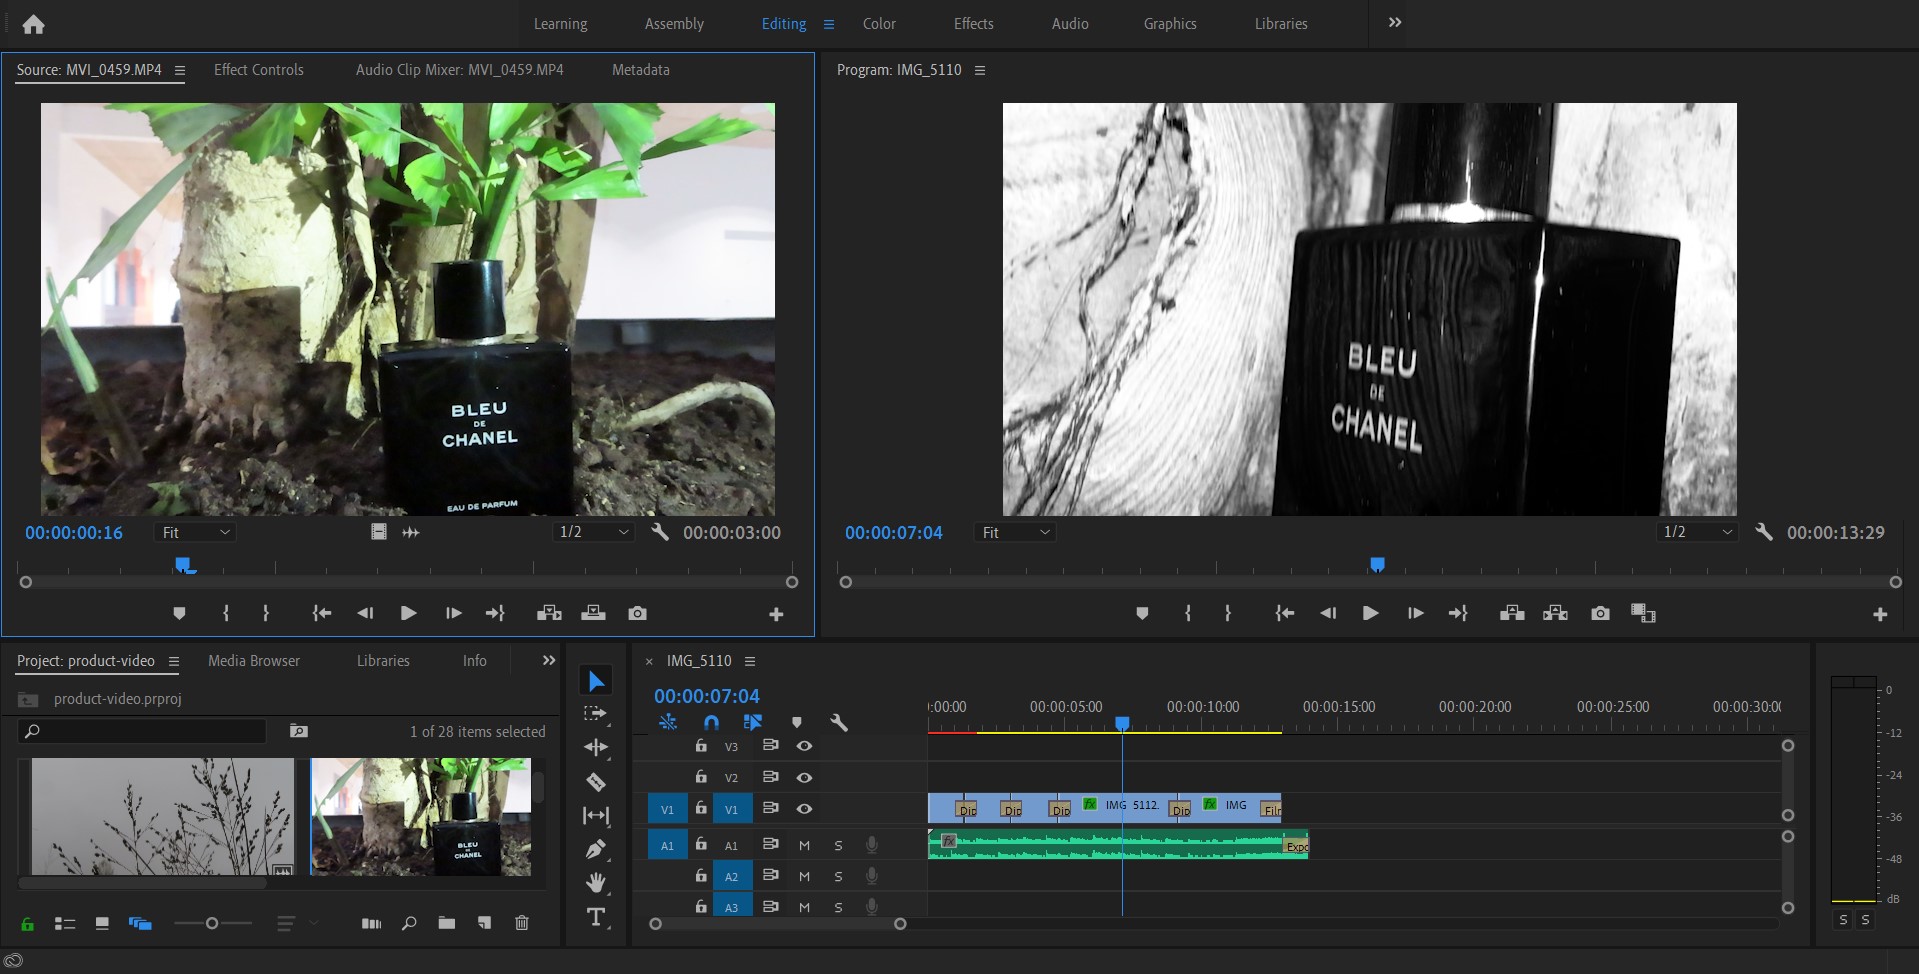 Learning Assembly Editing Color Effects Audio Graphics Libraries
Source: MVI_0459.MP4 Effect Controls Audio Clip Mixer: MVI_0459.MP4 Metadata
BLEU
DE
CHANEL
EAU DE PARFUM
00:00:00:16 Fit 1/2 00:00:03:00
Program: IMG_5110
BLEU
DE
CHANEL
00:00:07:04 Fit 1/2 00:00:13:29
Project: product-video Media Browser Libraries Info
product-video.prproj
1 of 28 items selected
BLEU
DE
CHANEL
IMG_5110
00:00:07:04
:00:00 00:00:05:00 00:00:10:00 00:00:15:00 00:00:20:00 00:00:25:00 00:00:30:00
V3
V2
V1 V1 Dip Dip Dip fx IMG_5112. Dip fx IMG Film
A1 A1 M S fx Expo
A2 M S
A3 M S
0
-12
-24
-36
-48
dB
S S